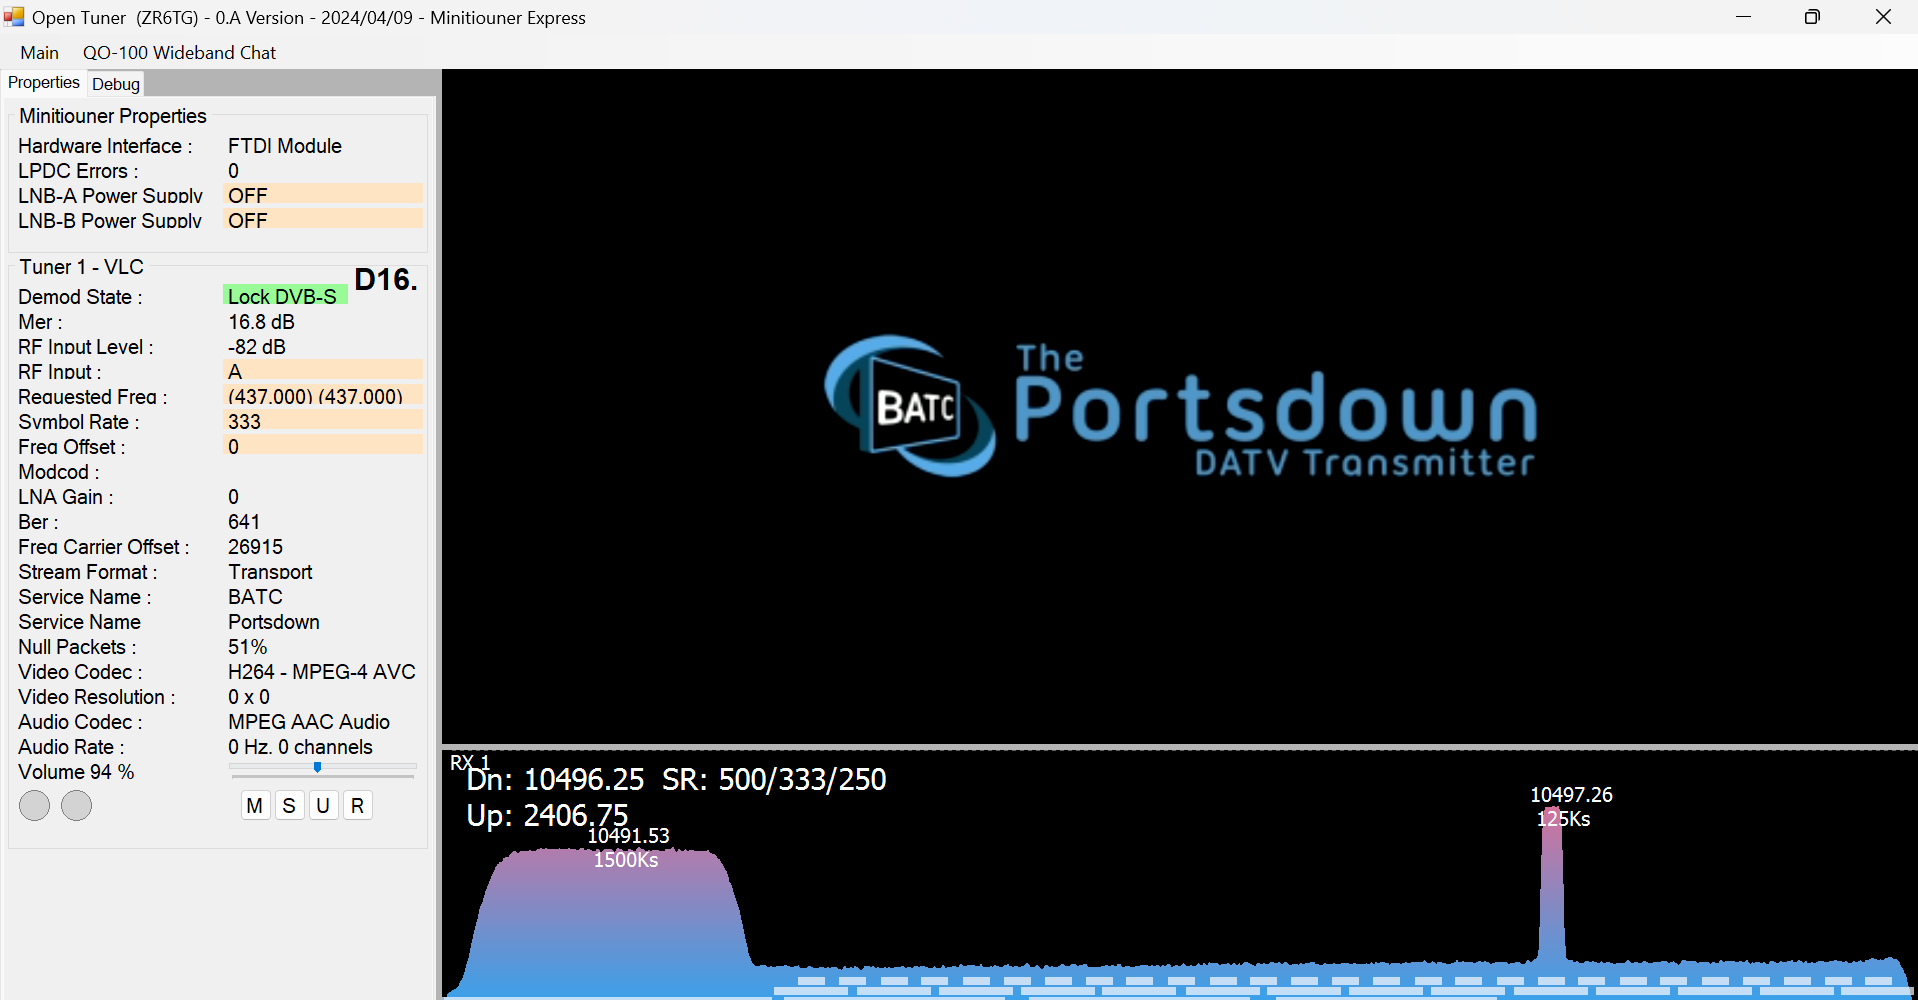 Open Tuner (ZR6TG) - 0.A Version - 2024/04/09 - Minitiouner Express
Main QO-100 Wideband Chat
Properties Debug
Minitiouner Properties
Hardware Interface : FTDI Module
LPDC Errors : 0
LNB-A Power Supply OFF
LNB-B Power Supply OFF
Tuner 1 - VLC
D16.
Demod State : Lock DVB-S
Mer : 16.8 dB
RF Input Level : -82 dB
RF Input : A
Requested Freq : (437.000) (437.000)
Symbol Rate : 333
Freq Offset : 0
Modcod :
LNA Gain : 0
Ber : 641
Freq Carrier Offset : 26915
Stream Format : Transport
Service Name : BATC
Service Name Portsdown
Null Packets : 51%
Video Codec : H264 - MPEG-4 AVC
Video Resolution : 0 x 0
Audio Codec : MPEG AAC Audio
Audio Rate : 0 Hz. 0 channels
Volume 94 %
M S U R
BATC
The
Portsdown
DATV Transmitter
RX 1
Dn: 10496.25 SR: 500/333/250
Up: 2406.75
10491.53
1500Ks
10497.26
125Ks